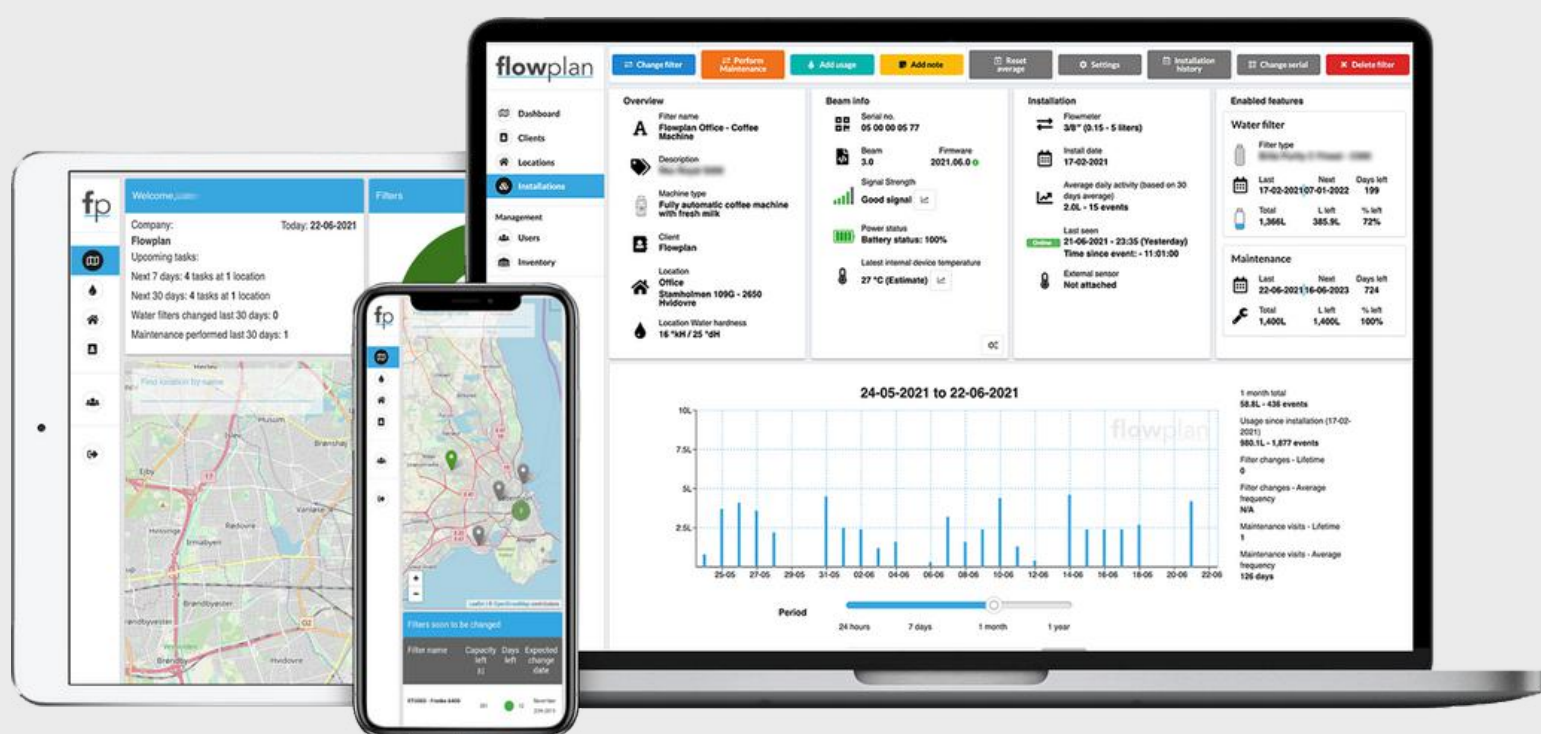 flowplan
Dashboard
Clients
Locations
Installations
Management
Users
Inventory
Change filter
Perform
Maintenance
Add usage
Add note
Reset
average
Settings
Installation
history
Change serial
Delete filter
Overview
Filter name
Flowplan Office - Coffee
Machine
Description
Machine type
Fully automatic coffee machine
with fresh milk
Client
Flowplan
Location
Office
Stamholmen 109G - 2650
Hvidovre
Location Water hardness
16 °kH / 25 °dH
Beam info
Serial no.
05 00 00 05 77
Beam Firmware
3.0 2021.06.0
Signal Strength
Good signal
Power status
Battery status: 100%
Latest internal device temperature
27 °C (Estimate)
Installation
Flowmeter
3/8" (0.15 - 5 liters)
Install date
17-02-2021
Average daily activity (based on 30
days average)
2.0L - 15 events
Last seen
Online 21-06-2021 - 23:35 (Yesterday)
Time since event: - 11:01:00
External sensor
Not attached
Enabled features
Water filter
Filter type
Last Next Days left
17-02-2021 07-01-2022 199
Total L left % left
1,366L 385.9L 72%
Maintenance
Last Next Days left
22-06-2021 16-06-2023 724
Total L left % left
1,400L 1,400L 100%
24-05-2021 to 22-06-2021
flowplan
10L
7.5L
5L
2.5L
25-05 27-05 29-05 31-05 02-06 04-06 06-06 08-06 10-06 12-06 14-06 16-06 18-06 20-06 22-06
Period
24 hours 7 days 1 month 1 year
1 month total
58.8L - 436 events
Usage since installation (17-02-
2021)
980.1L - 1,877 events
Filter changes - Lifetime
0
Filter changes - Average
frequency
N/A
Maintenance visits - Lifetime
1
Maintenance visits - Average
frequency
126 days
fp
Welcome,
Filters
Company: Today: 22-06-2021
Flowplan
Upcoming tasks:
Next 7 days: 4 tasks at 1 location
Next 30 days: 4 tasks at 1 location
Water filters changed last 30 days: 0
Maintenance performed last 30 days: 1
Find location by name
Husum
Islev
Brønshøj
Ejby
Vanløse
Hvissinge
Rødovre
Irmabyen
Brøndbyøster
Brøndby
Hvidovre
O2
fp
Leaflet | © OpenStreetMap contributors
Filters soon to be changed
Filter name Capacity Days Expected
left left change
date